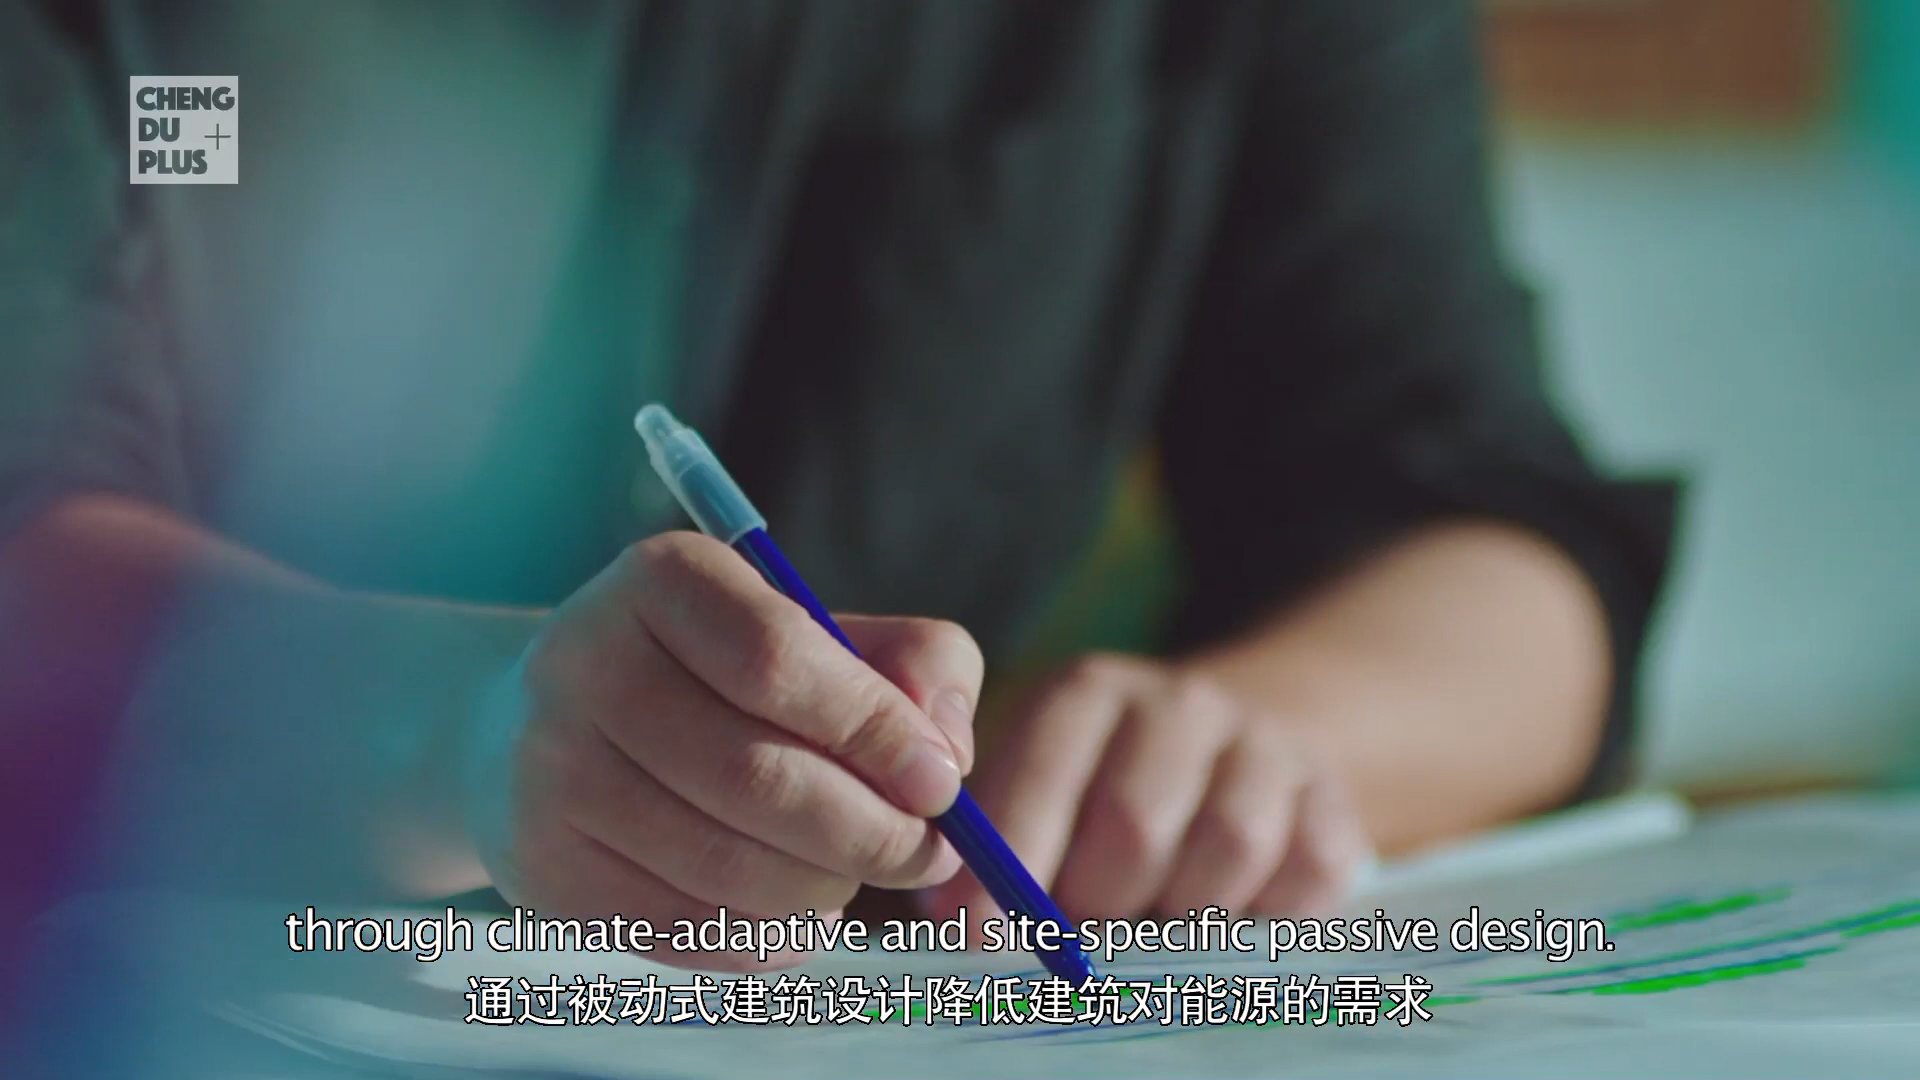 CHENG
DU +
PLUS
through climate-adaptive and site-specific passive design.
通过被动式建筑设计降低建筑对能源的需求